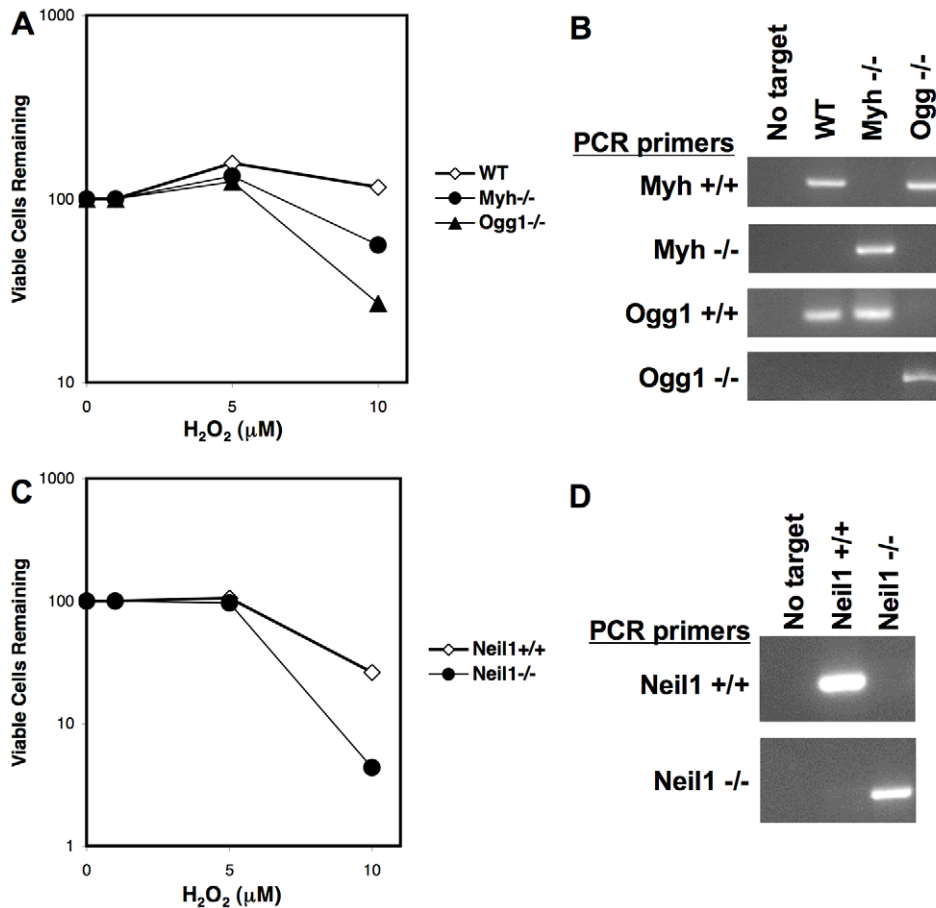 A
1000
100
10
Viable Cells Remaining
0
5
10
H₂O₂ (μM)
WT
Myh-/-
Ogg1-/-
B
No target
WT
Myh -/-
Ogg -/-
PCR primers
Myh +/+
Myh -/-
Ogg1 +/+
Ogg1 -/-
C
1000
100
10
1
Viable Cells Remaining
0
5
10
H₂O₂ (μM)
Neil1+/+
Neil1-/-
D
No target
Neil1 +/+
Neil1 -/-
PCR primers
Neil1 +/+
Neil1 -/-